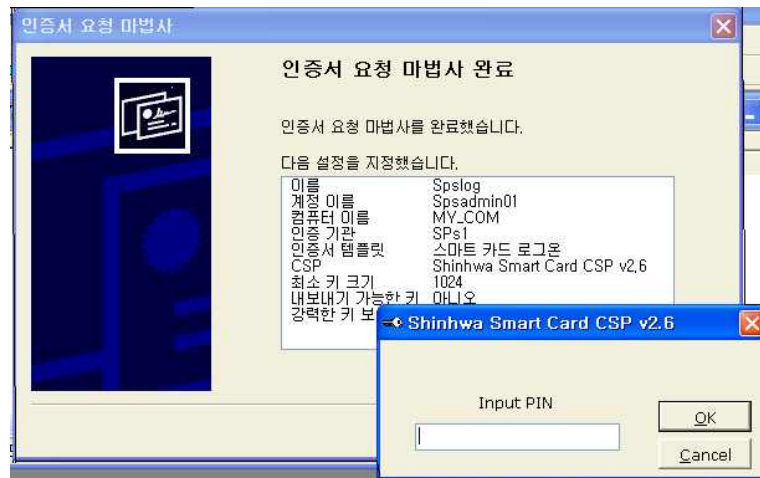 인증서 요청 마법사
인증서 요청 마법사 완료
인증서 요청 마법사를 완료했습니다.
다음 설정을 지정했습니다.
이름 Spslog
계정 이름 Spsadmin01
컴퓨터 이름 MY_COM
인증 기관 SPs1
인증서 템플릿 스마트 카드 로그온
CSP Shinhwa Smart Card CSP v2.6
최소 키 크기 1024
내보내기 가능한 키 아니오
강력한 키
Shinhwa Smart Card CSP v2.6
Input PIN
OK
Cancel